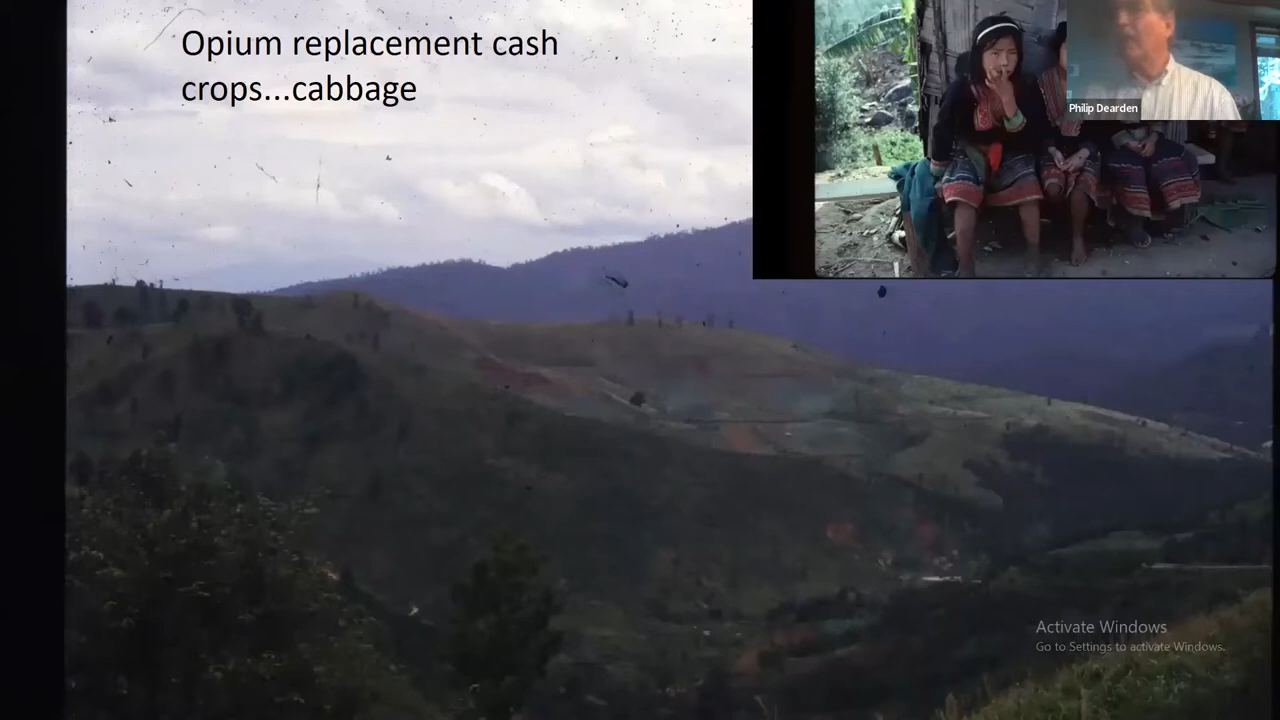 Opium replacement cash
crops...cabbage
Philip Dearden
Activate Windows
Go to Settings to activate Windows.